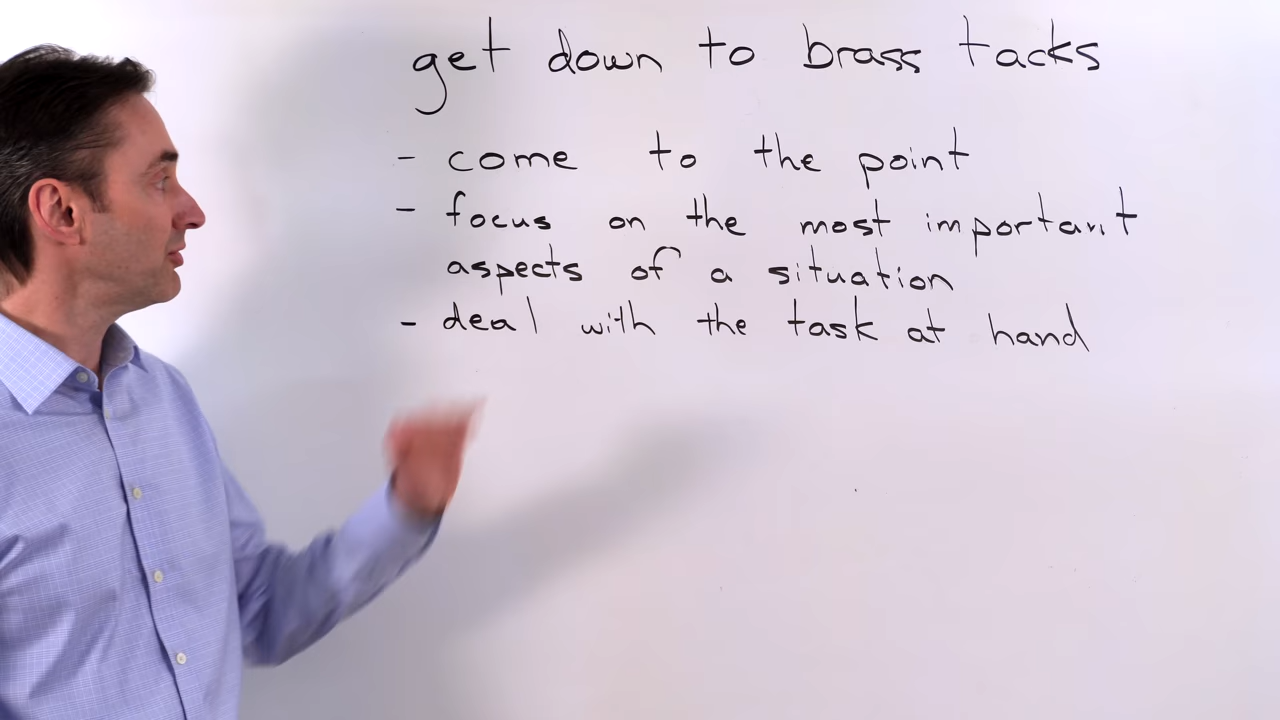 get down to brass tacks
- come to the point
- focus on the most important
aspects of a situation
- deal with the task at hand